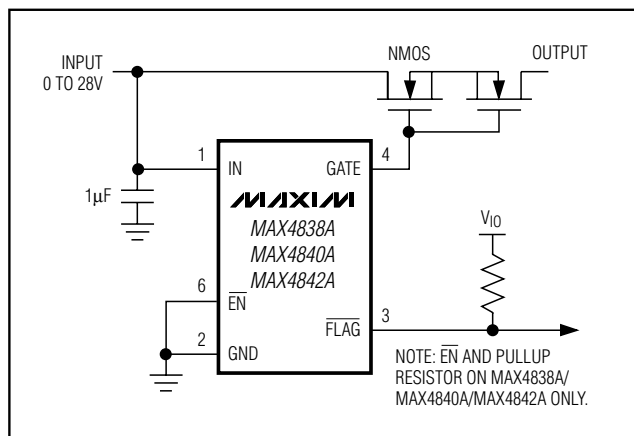 INPUT
0 TO 28V
NMOS
OUTPUT
1
IN
GATE
4
1µF
MAXIM
MAX4838A
MAX4840A
MAX4842A
VIO
6
EN
FLAG
3
2
GND
NOTE: EN AND PULLUP
RESISTOR ON MAX4838A/
MAX4840A/MAX4842A ONLY.